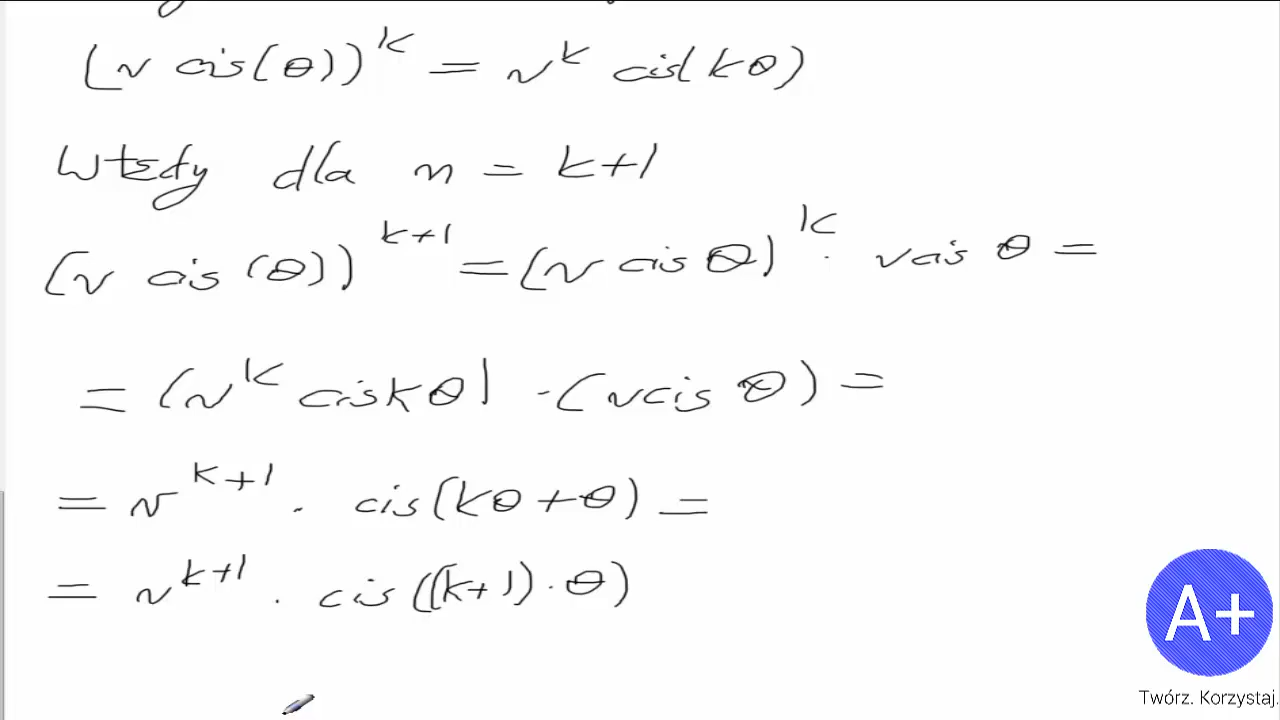 (r cis(θ))^k = r^k cis(kθ)
Wtedy dla n = k+1
(r cis(θ))^{k+1} = (r cis θ)^k · r cis θ =
= (r^k cis kθ) · (r cis θ) =
= r^{k+1} · cis(kθ + θ) =
= r^{k+1} · cis((k+1) · θ)
A+
Twórz. Korzystaj.